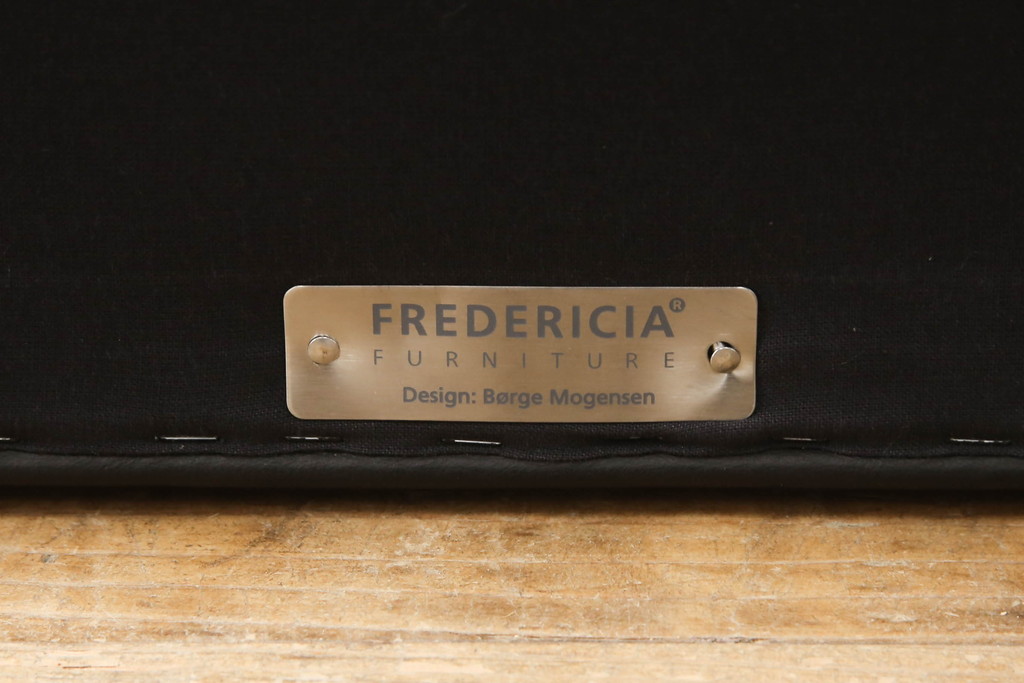 FREDERICIA®
FURNITURE
Design: Børge Mogensen